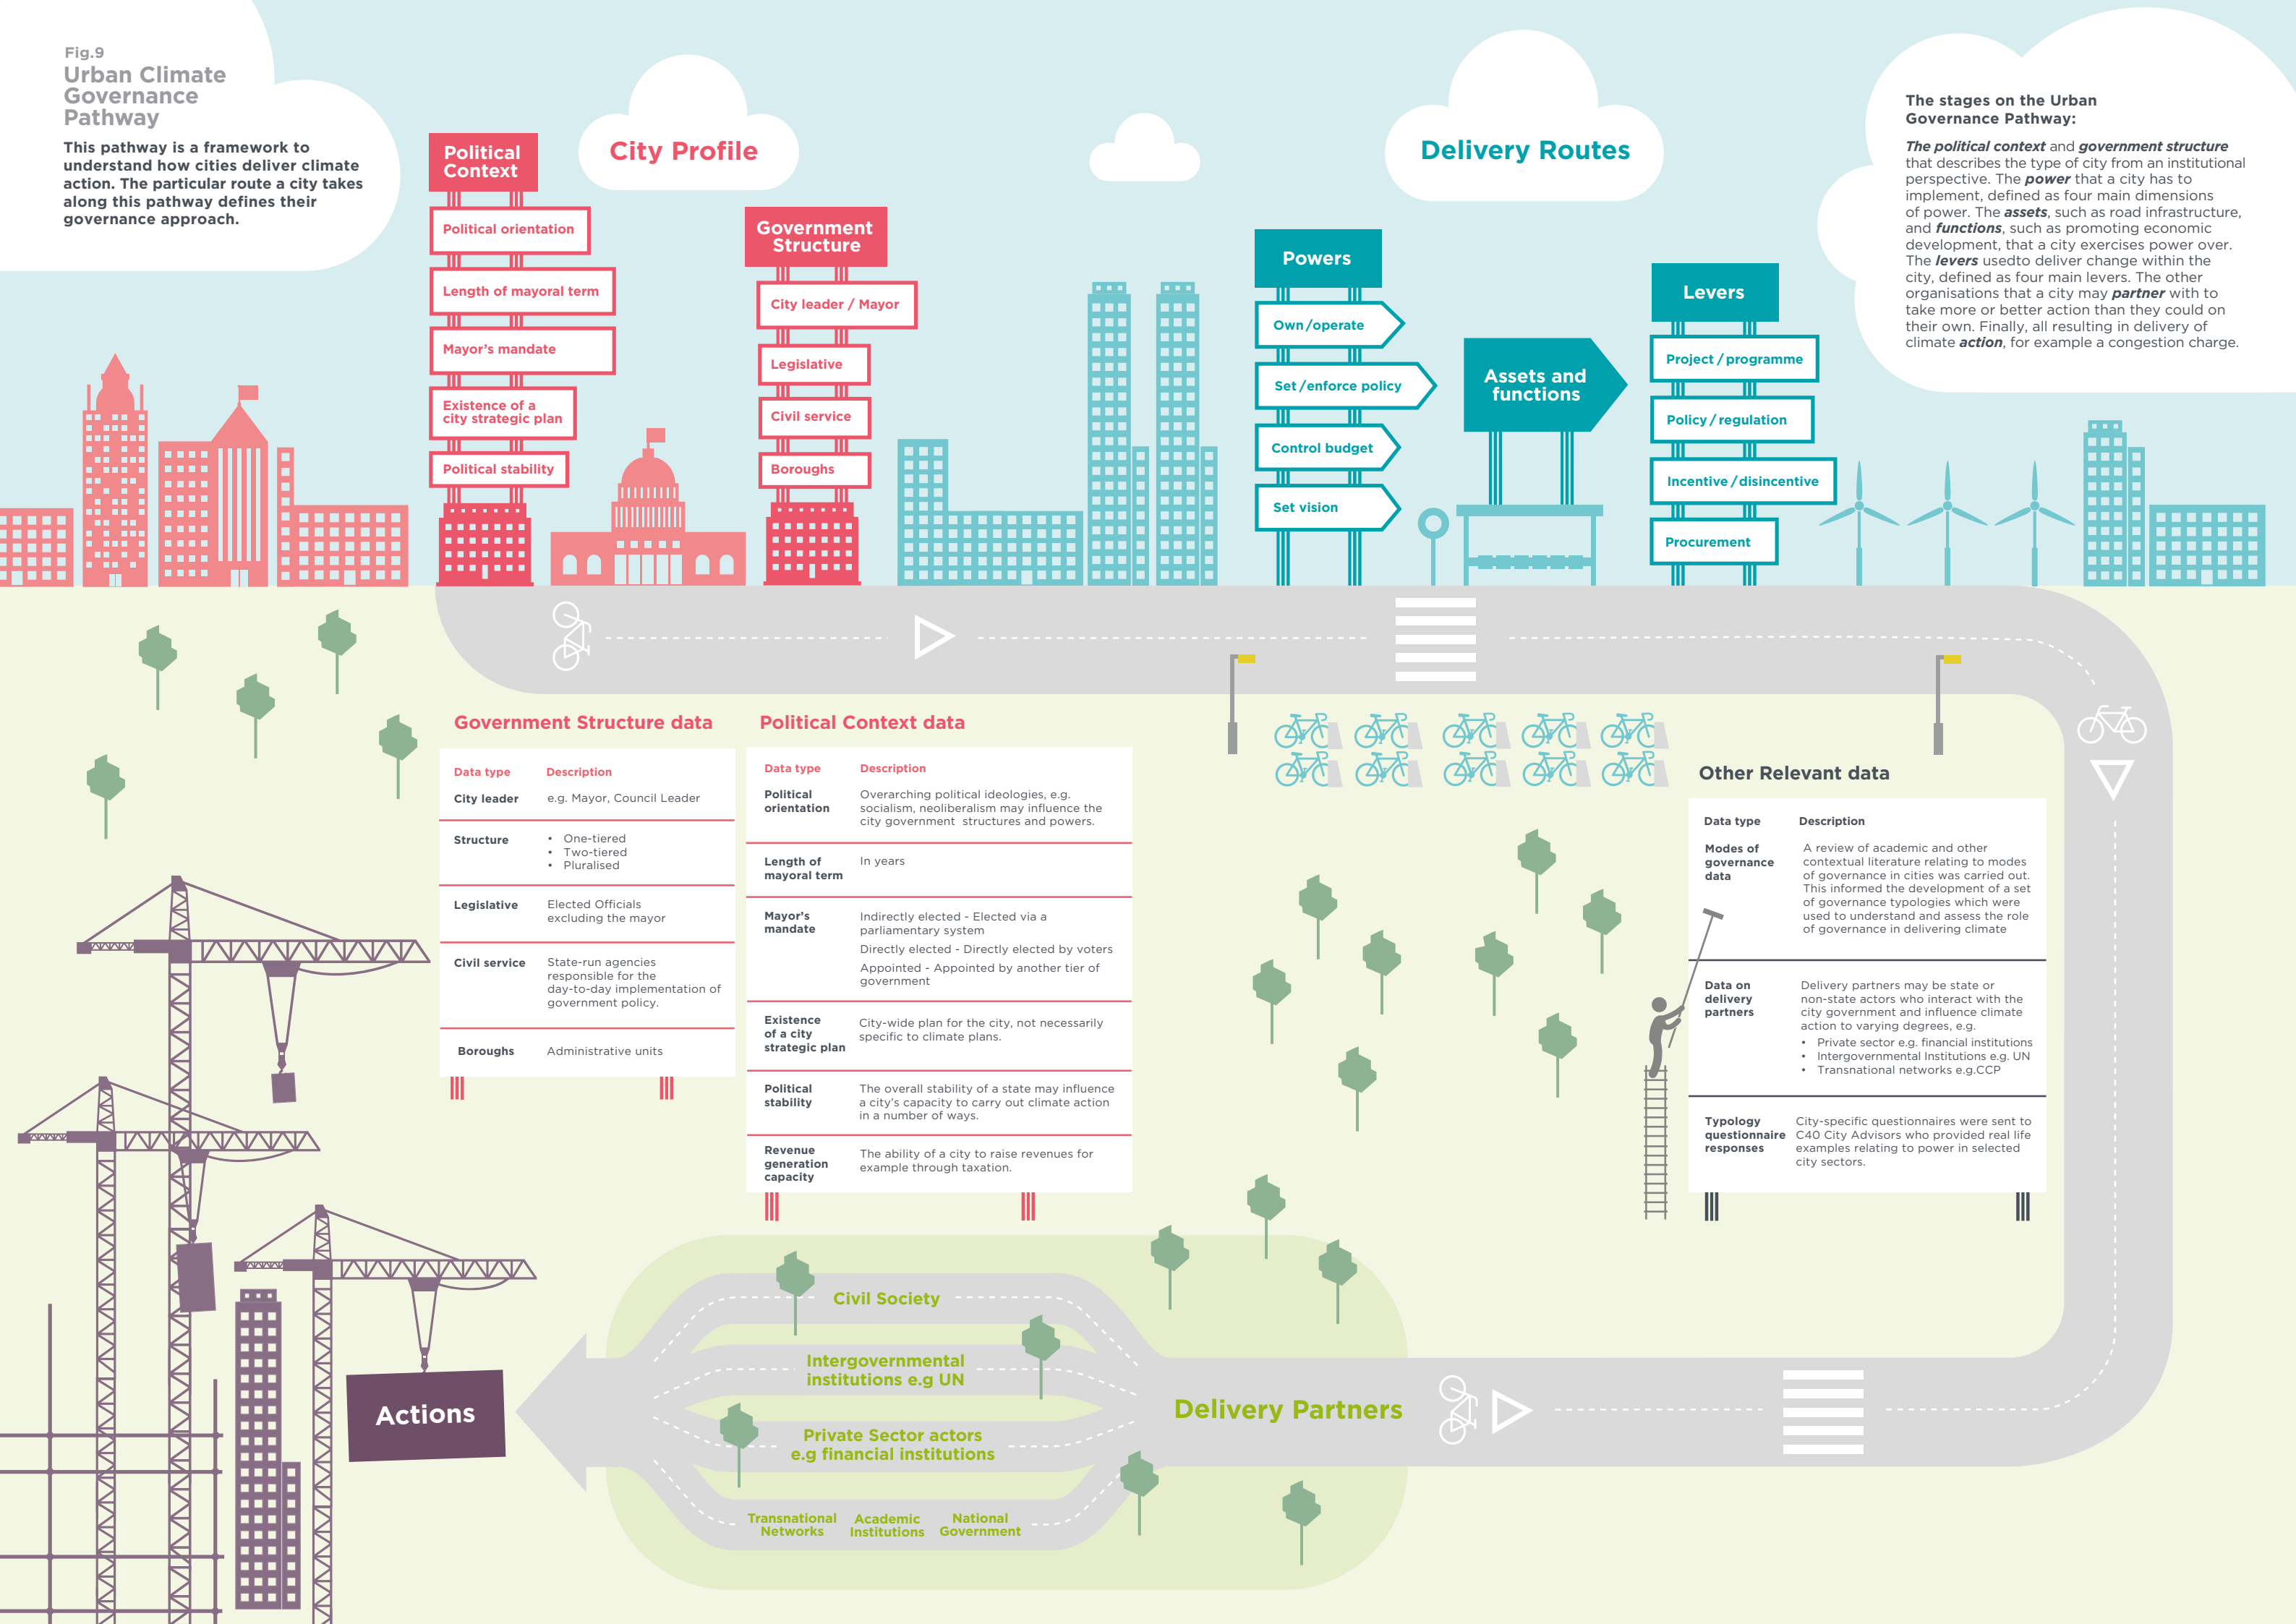 Fig.9
Urban Climate
Governance
Pathway
This pathway is a framework to
understand how cities deliver climate
action. The particular route a city takes
along this pathway defines their
governance approach.
City Profile
Political
Context
Political orientation
Length of mayoral term
Mayor's mandate
Existence of a
city strategic plan
Political stability
Government
Structure
City leader / Mayor
Legislative
Civil service
Boroughs
Delivery Routes
Powers
Own/operate
Set/enforce policy
Control budget
Set vision
Assets and
functions
Levers
Project/programme
Policy/regulation
Incentive/disincentive
Procurement
The stages on the Urban
Governance Pathway:
The political context and government structure
that describes the type of city from an institutional
perspective. The power that a city has to
implement, defined as four main dimensions
of power. The assets, such as road infrastructure,
and functions, such as promoting economic
development, that a city exercises power over.
The levers usedto deliver change within the
city, defined as four main levers. The other
organisations that a city may partner with to
take more or better action than they could on
their own. Finally, all resulting in delivery of
climate action, for example a congestion charge.
Government Structure data
Data type Description
City leader e.g. Mayor, Council Leader
Structure • One-tiered
• Two-tiered
• Pluralised
Legislative Elected Officials
excluding the mayor
Civil service State-run agencies
responsible for the
day-to-day implementation of
government policy.
Boroughs Administrative units
Political Context data
Data type Description
Political Overarching political ideologies, e.g.
orientation socialism, neoliberalism may influence the
city government structures and powers.
Length of In years
mayoral term
Mayor's Indirectly elected - Elected via a
mandate parliamentary system
Directly elected - Directly elected by voters
Appointed - Appointed by another tier of
government
Existence
of a city City-wide plan for the city, not necessarily
strategic plan specific to climate plans.
Political The overall stability of a state may influence
stability a city's capacity to carry out climate action
in a number of ways.
Revenue The ability of a city to raise revenues for
generation example through taxation.
capacity
Other Relevant data
Data type Description
Modes of A review of academic and other
governance contextual literature relating to modes
data of governance in cities was carried out.
This informed the development of a set
of governance typologies which were
used to understand and assess the role
of governance in delivering climate
Data on Delivery partners may be state or
delivery non-state actors who interact with the
partners city government and influence climate
action to varying degrees, e.g.
• Private sector e.g. financial institutions
• Intergovernmental Institutions e.g. UN
• Transnational networks e.g.CCP
Typology City-specific questionnaires were sent to
questionnaire C40 City Advisors who provided real life
responses examples relating to power in selected
city sectors.
Delivery Partners
Civil Society
Intergovernmental
institutions e.g UN
Private Sector actors
e.g financial institutions
Transnational Academic National
Networks Institutions Government
Actions